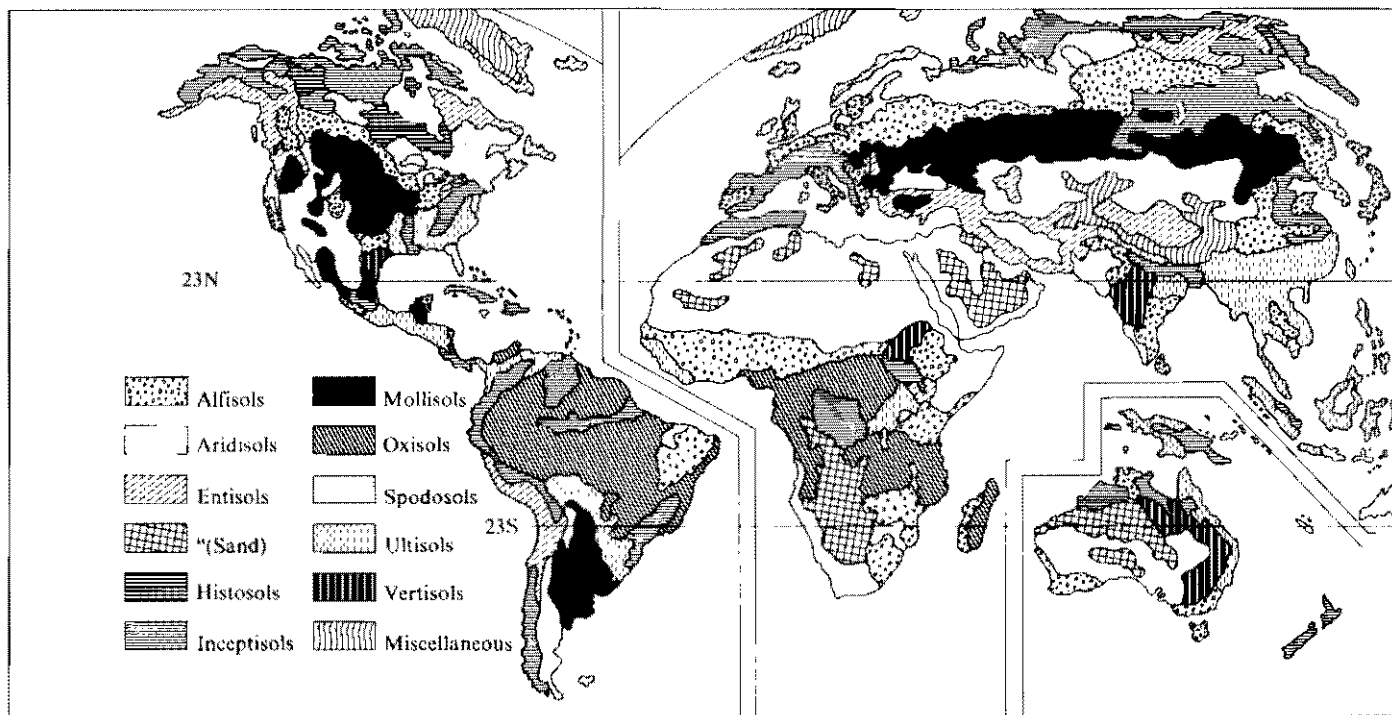 23N
Alfisols
Mollisols
Aridisols
Oxisols
Entisols
Spodosols
23S
"(Sand)
Ultisols
Histosols
Vertisols
Inceptisols
Miscellaneous